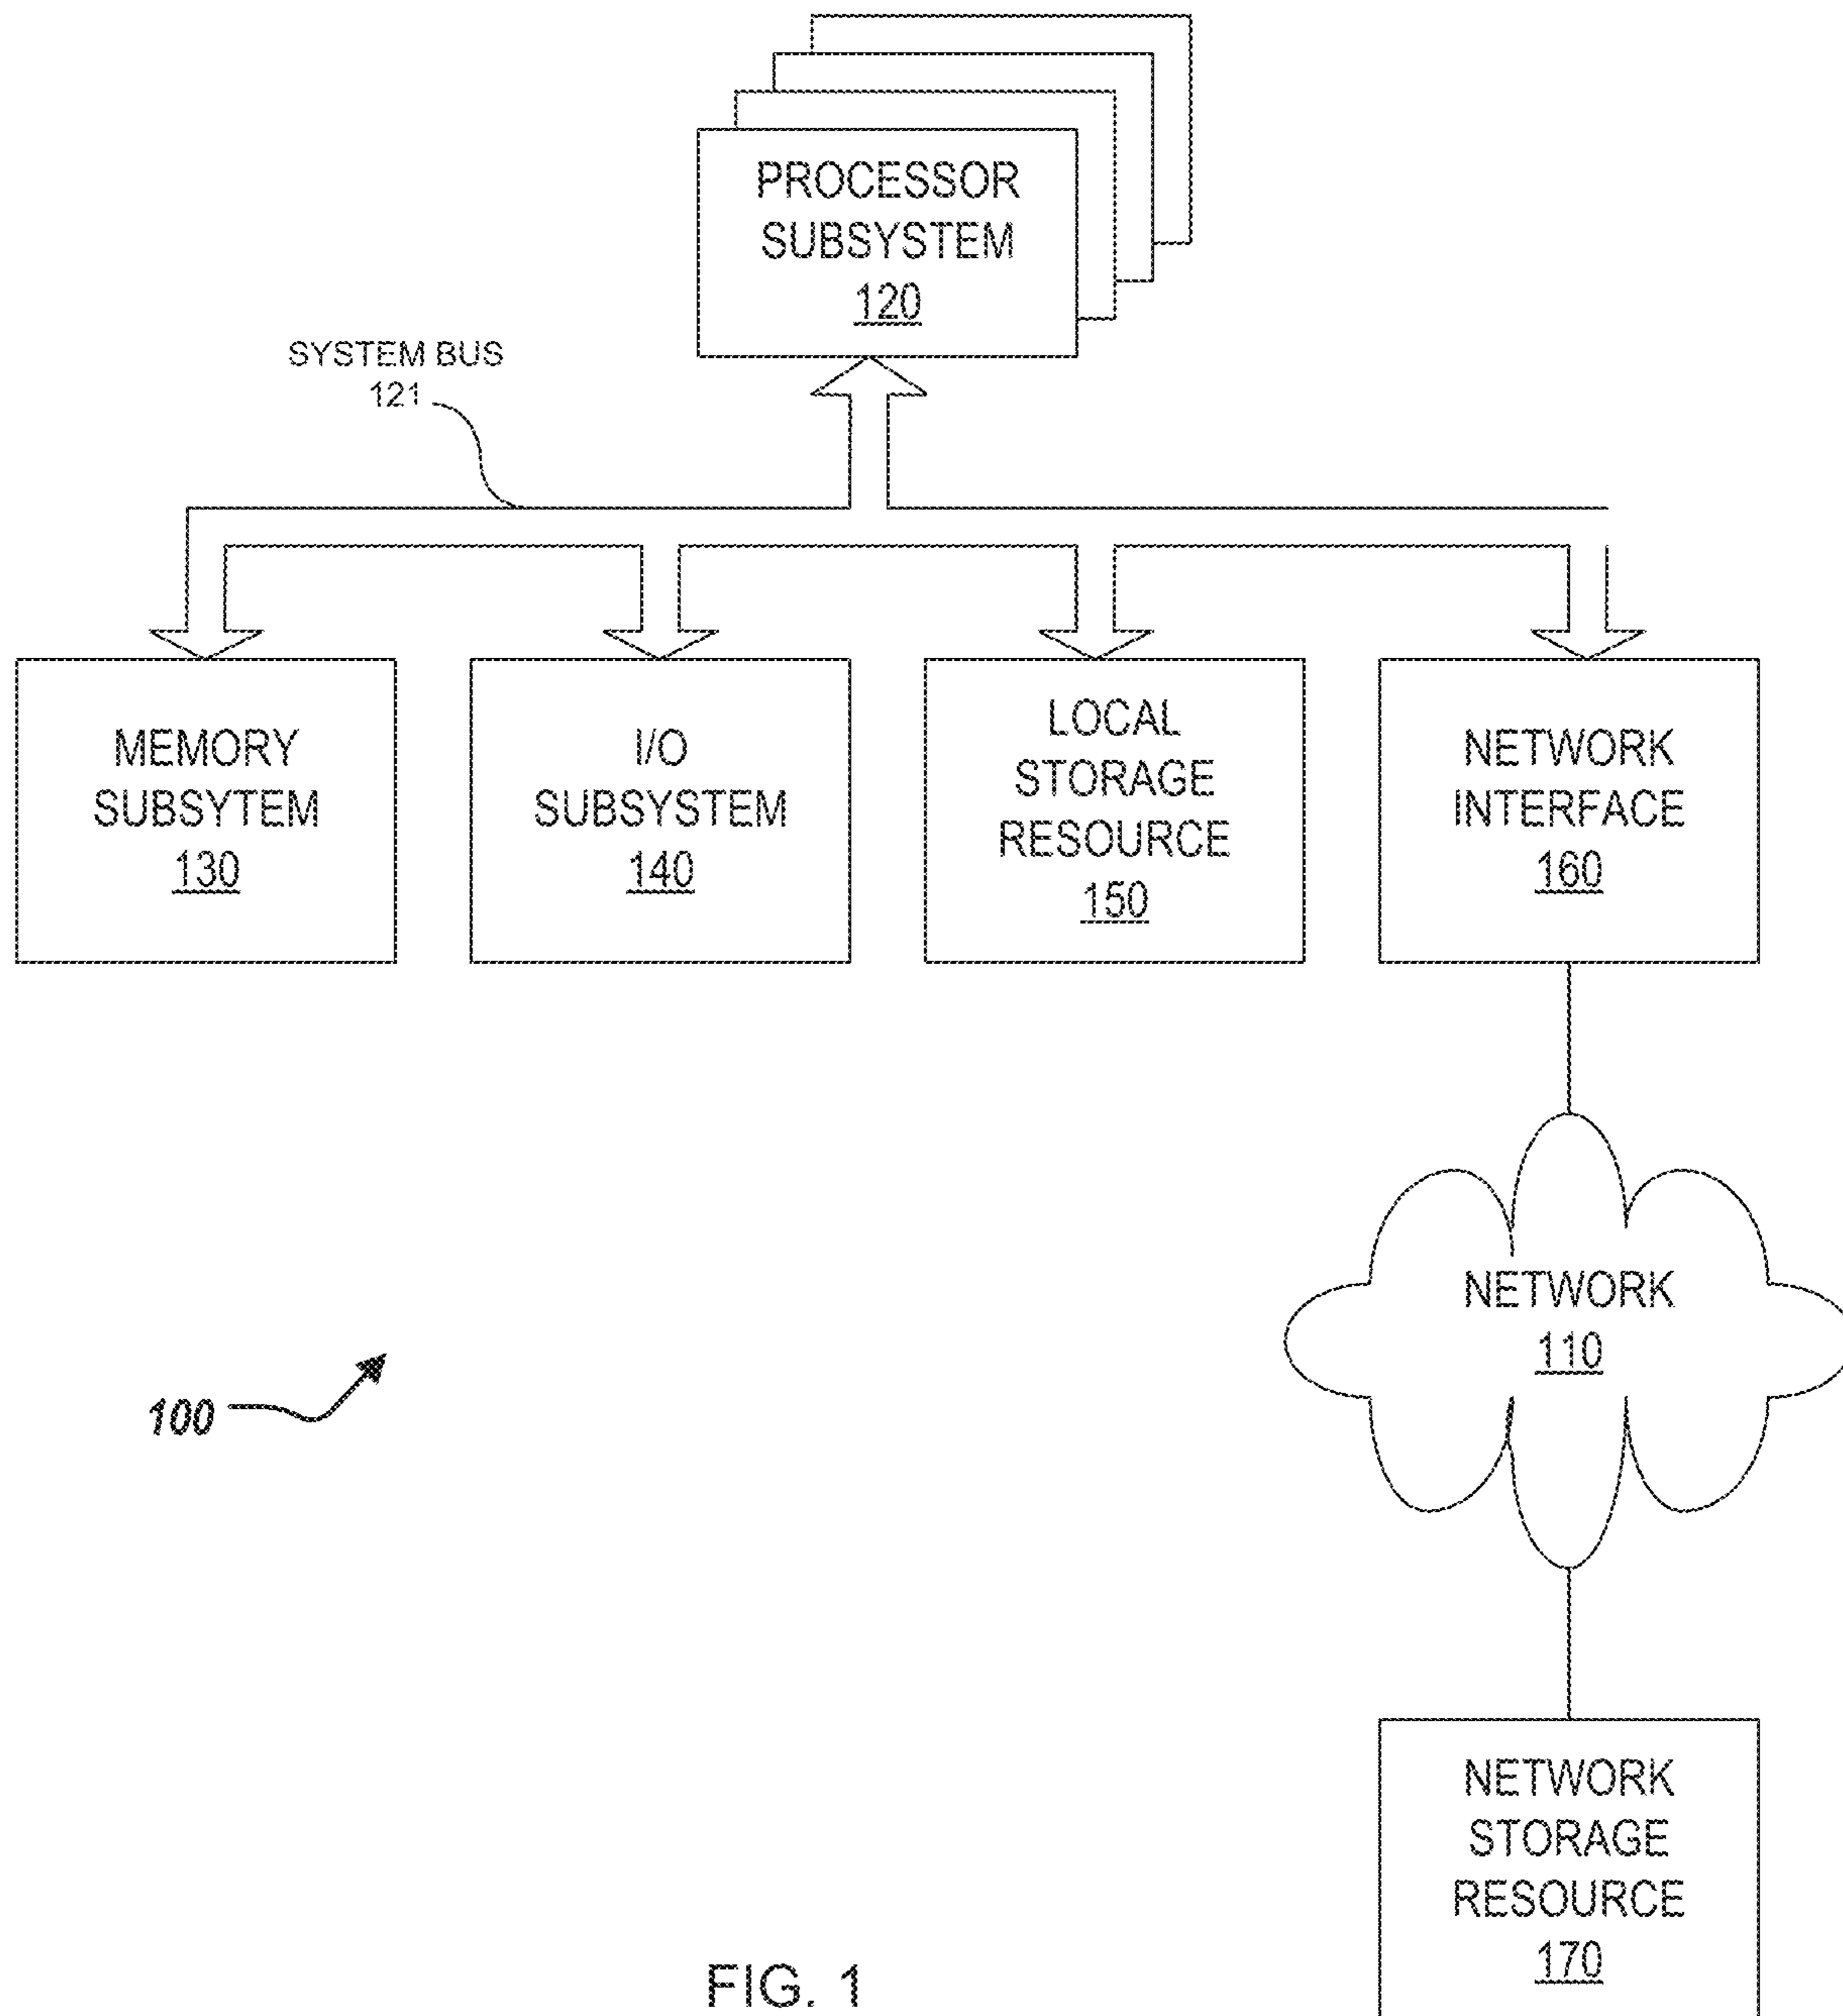 PROCESSOR
SUBSYSTEM
120
SYSTEM BUS
121
MEMORY
SUBSYTEM
130
I/O
SUBSYSTEM
140
LOCAL
STORAGE
RESOURCE
150
NETWORK
INTERFACE
160
NETWORK
110
100
NETWORK
STORAGE
RESOURCE
170
FIG. 1